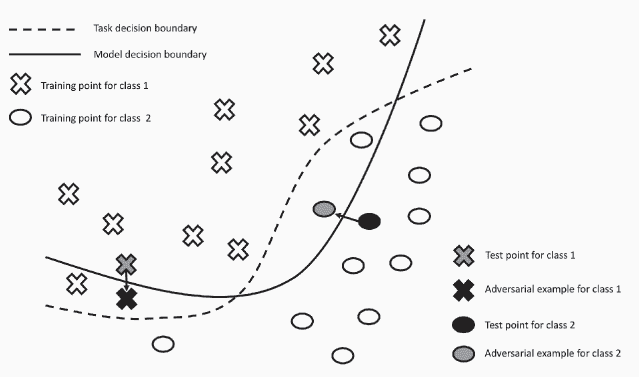 Task decision boundary
Model decision boundary
Training point for class 1
Training point for class 2
Test point for class 1
Adversarial example for class 1
Test point for class 2
Adversarial example for class 2